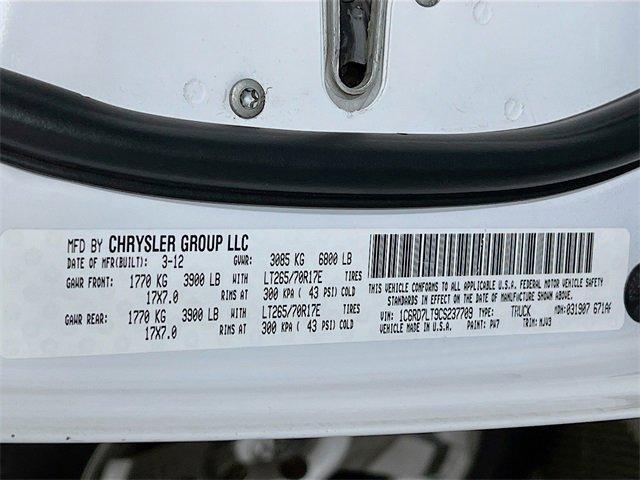 MFD BY CHRYSLER GROUP LLC
DATE OF MFR(BUILT): 3-12 GVWR: 3085 KG 6800 LB
GAWR FRONT: 1770 KG 3900 LB WITH LT265/70R17E TIRES
17X7.0 RIMS AT 300 KPA ( 43 PSI) COLD
GAWR REAR: 1770 KG 3900 LB WITH LT265/70R17E TIRES
17X7.0 RIMS AT 300 KPA ( 43 PSI) COLD
THIS VEHICLE CONFORMS TO ALL APPLICABLE U.S.A. FEDERAL MOTOR VEHICLE SAFETY
STANDARDS IN EFFECT ON THE DATE OF MANUFACTURE SHOWN ABOVE.
VIN: 1C6RD7LT9CS237709 TYPE: TRUCK MDH: 031907 671AF
VEHICLE MADE IN U.S.A. PAINT: PW7 TRIM: MJV3